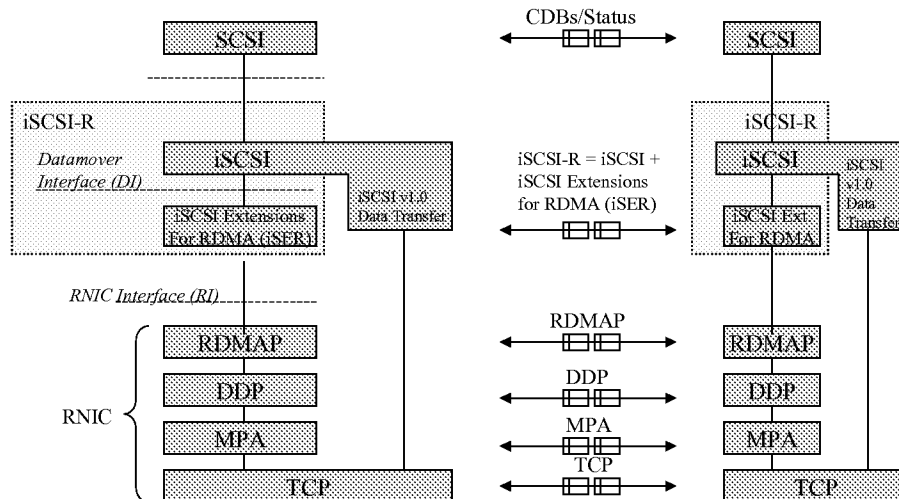 SCSI
CDBs/Status
SCSI
iSCSI-R
iSCSI-R
Datamover
Interface (DI)
iSCSI
iSCSI v1.0
Data Transfer
iSCSI Extensions
For RDMA (iSER)
iSCSI-R = iSCSI +
iSCSI Extensions
for RDMA (iSER)
iSCSI
iSCSI
v1.0
Data
Transfer
iSCSI Ext.
For RDMA
RNIC Interface (RI)
RNIC
RDMAP
RDMAP
RDMAP
DDP
DDP
DDP
MPA
MPA
MPA
TCP
TCP
TCP